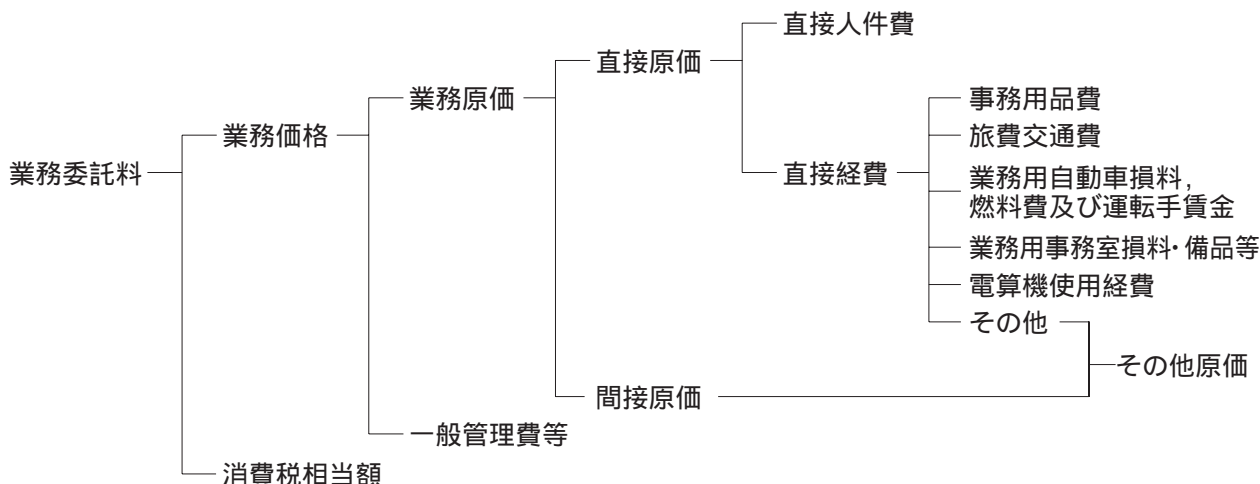 直接人件費
直接原価
業務原価
事務用品費
業務価格
旅費交通費
業務委託料
直接経費
業務用自動車損料,
燃料費及び運転手賃金
業務用事務室損料・備品等
電算機使用経費
その他
その他原価
間接原価
一般管理費等
消費税相当額